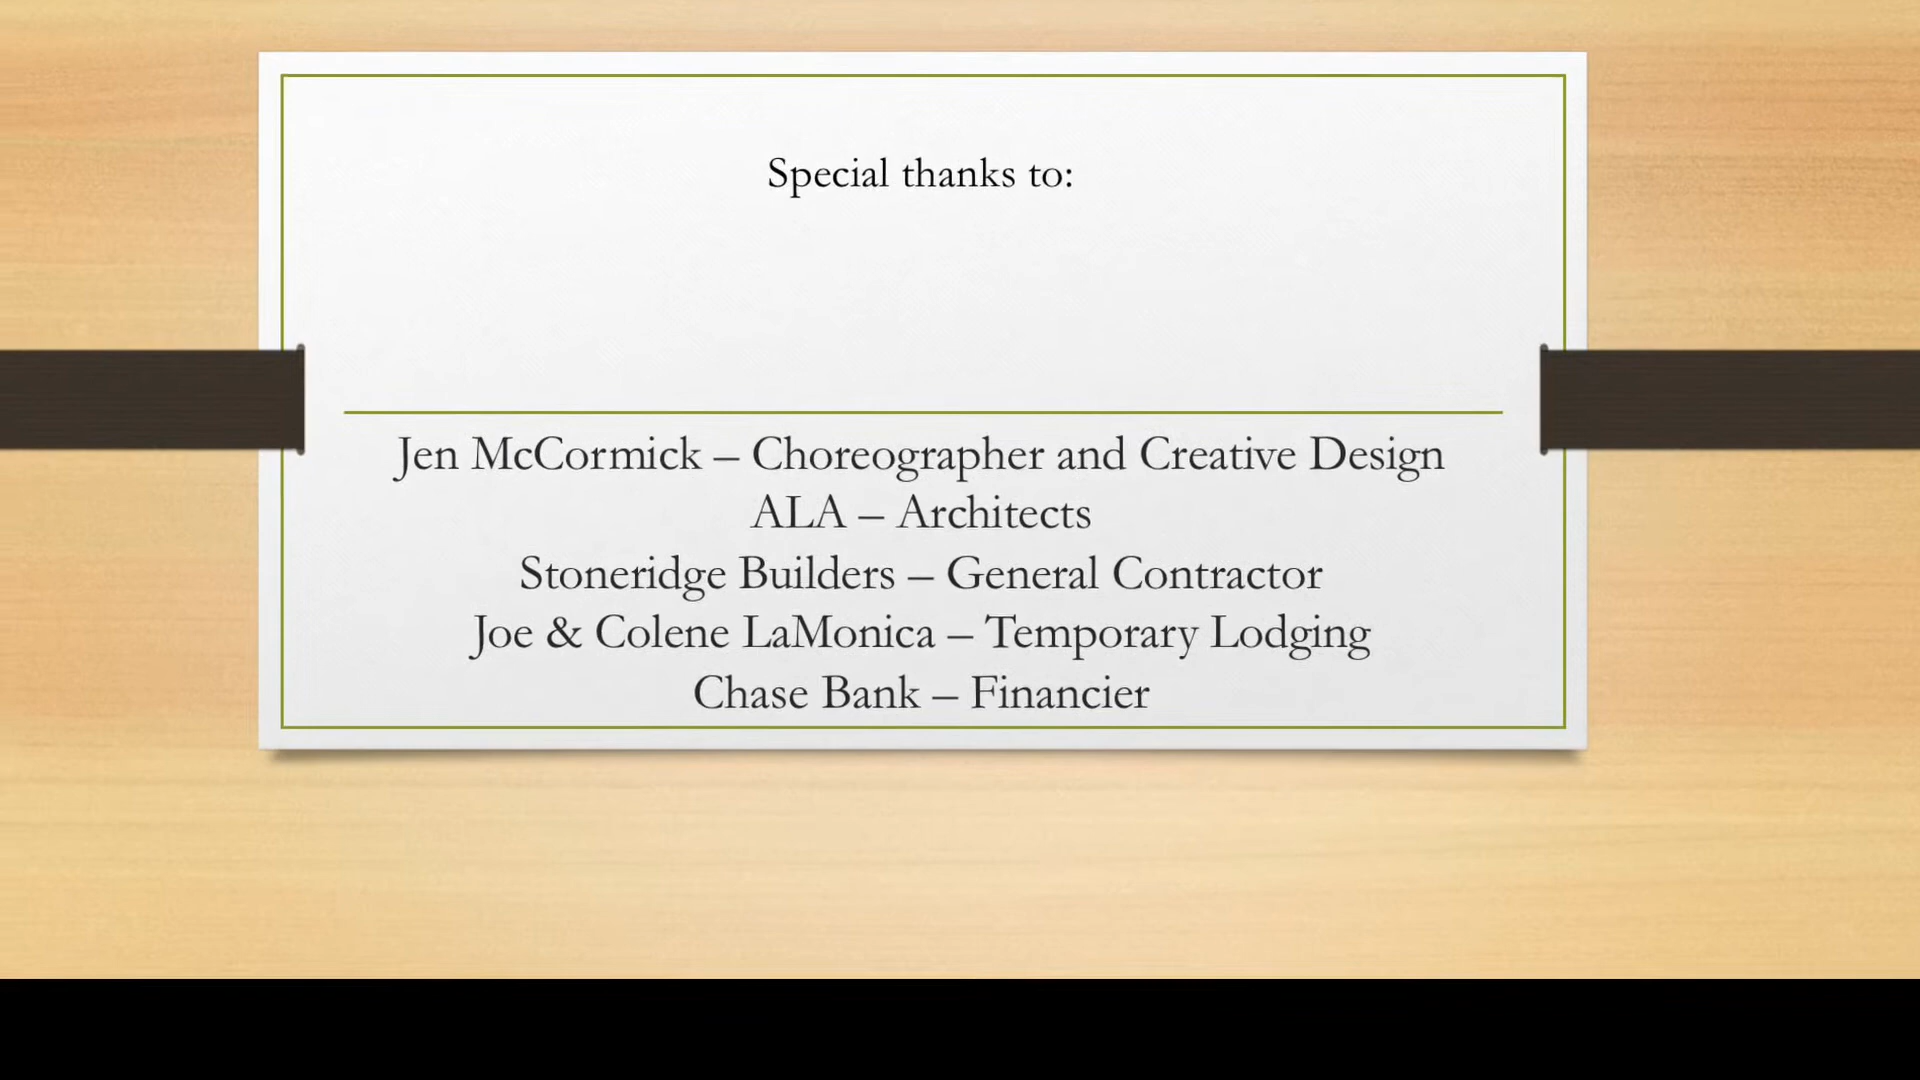 Special thanks to:
Jen McCormick – Choreographer and Creative Design
ALA – Architects
Stoneridge Builders – General Contractor
Joe & Colene LaMonica – Temporary Lodging
Chase Bank – Financier